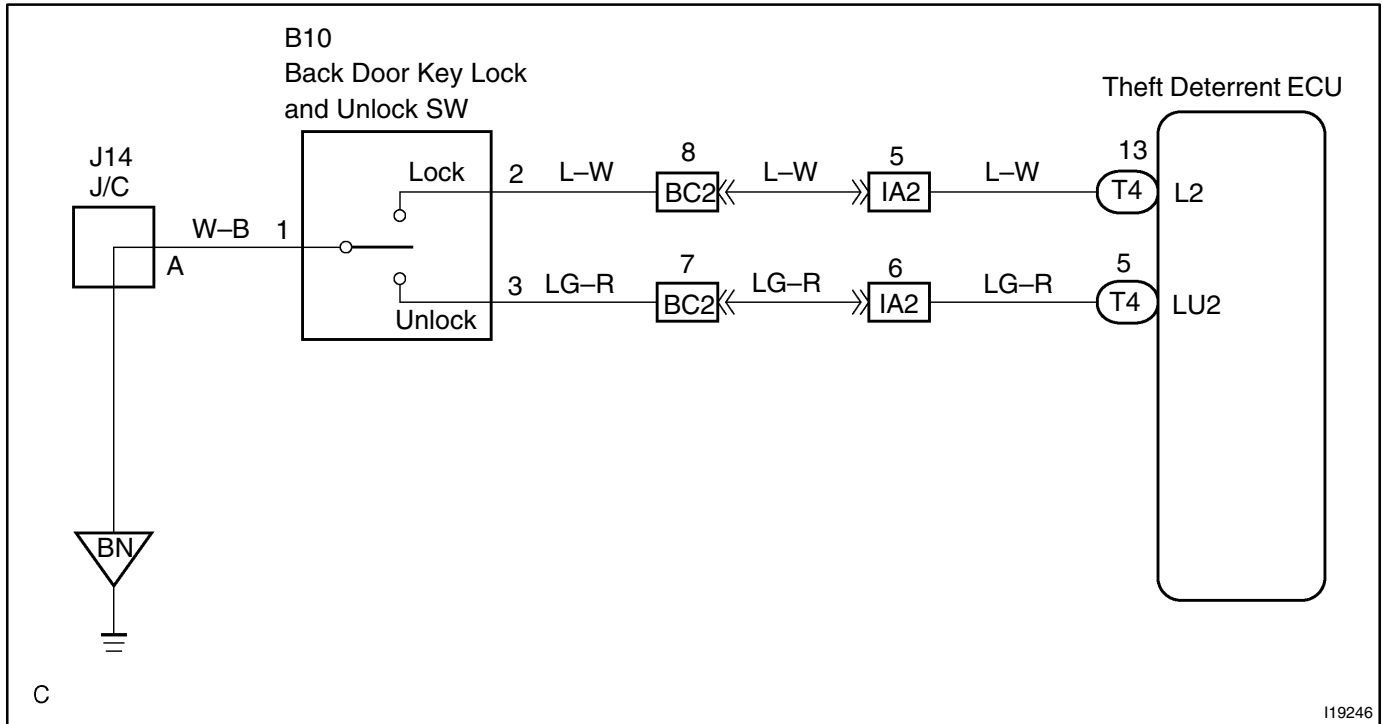 B10
Back Door Key Lock
and Unlock SW
Theft Deterrent ECU
J14
J/C
W–B 1
A
Lock
Unlock
2 L–W
8
BC2
L–W
5
IA2
L–W
13
T4
L2
3 LG–R
7
BC2
LG–R
6
IA2
LG–R
5
T4
LU2
BN
C
I19246